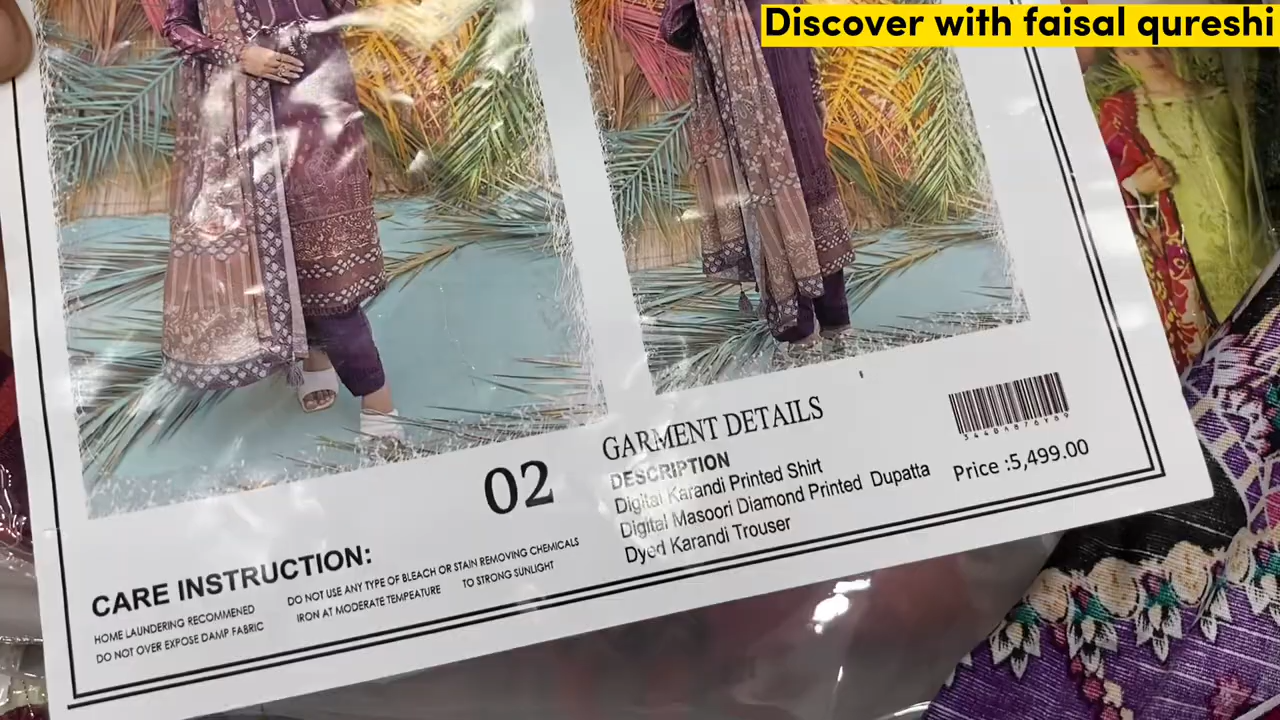 Discover with faisal qureshi
GARMENT DETAILS
DESCRIPTION
Digital Karandi Printed Shirt
Digital Masoori Diamond Printed Dupatta
Dyed Karandi Trouser
Price :5,499.00
02
CARE INSTRUCTION:
HOME LAUNDERING RECOMMENED
DO NOT USE ANY TYPE OF BLEACH OR STAIN REMOVING CHEMICALS
DO NOT OVER EXPOSE DAMP FABRIC
IRON AT MODERATE TEMPEATURE
TO STRONG SUNLIGHT